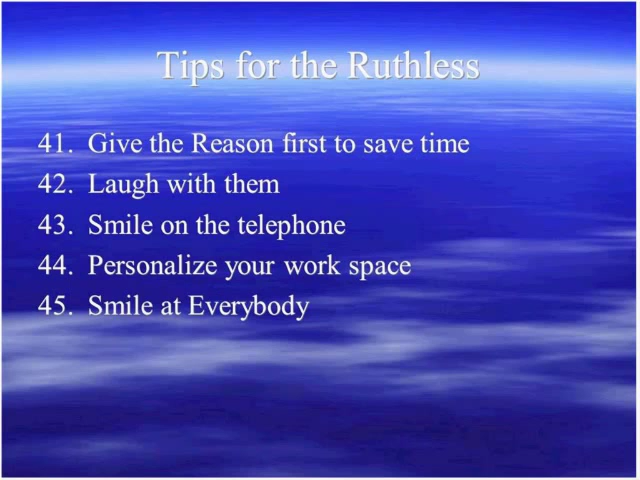 Tips for the Ruthless
41. Give the Reason first to save time
42. Laugh with them
43. Smile on the telephone
44. Personalize your work space
45. Smile at Everybody